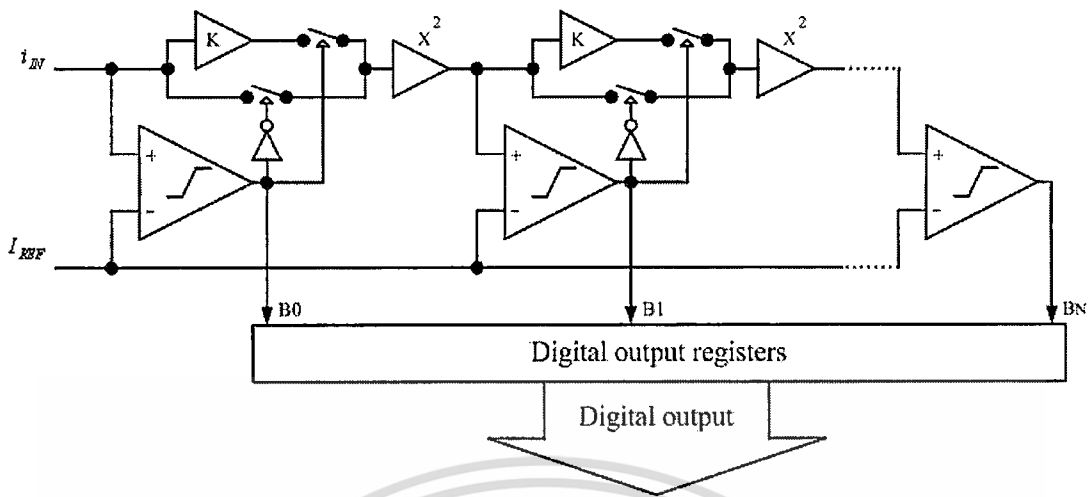 K
X²
K
X²
i_IN
+
-
+
-
+
-
I_REF
B0
B1
BN
Digital output registers
Digital output